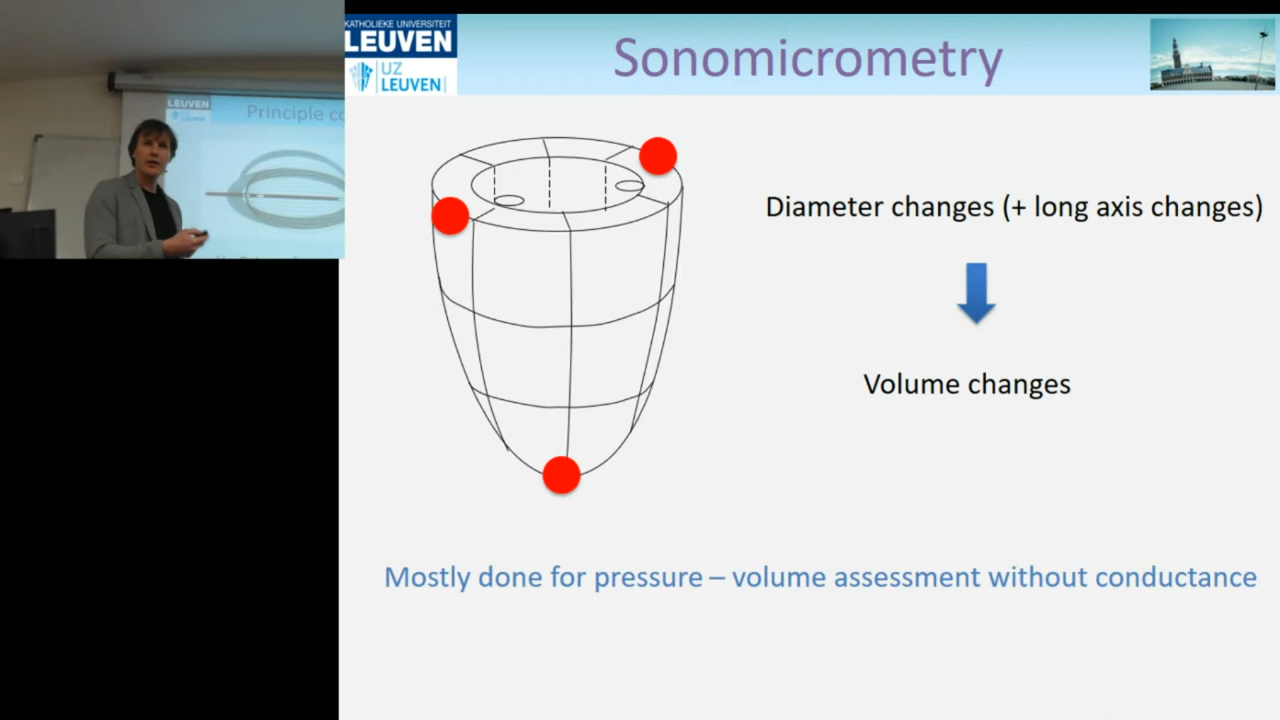 KATHOLIEKE UNIVERSITEIT
LEUVEN
UZ
LEUVEN
Sonomicrometry
LEUVEN
Principle co
Diameter changes (+ long axis changes)
Volume changes
Mostly done for pressure – volume assessment without conductance